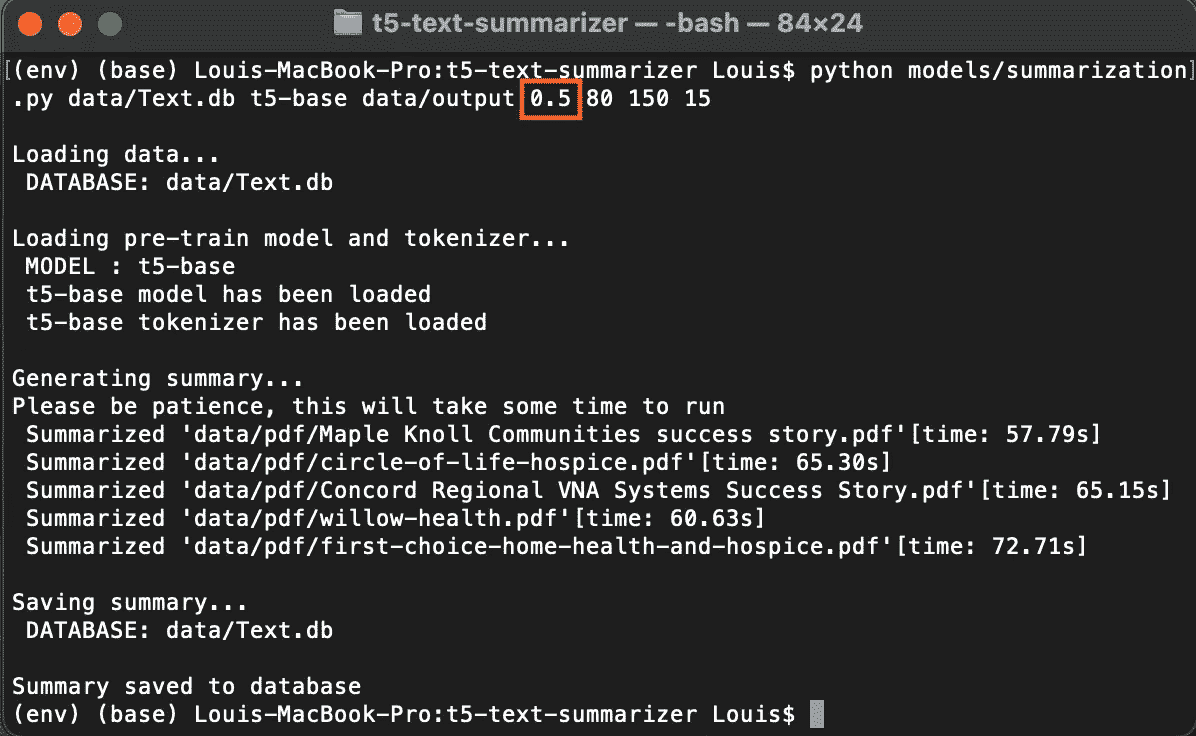 t5-text-summarizer — -bash — 84×24
[(env) (base) Louis-MacBook-Pro:t5-text-summarizer Louis$ python models/summarization]
.py data/Text.db t5-base data/output 0.5 80 150 15
Loading data...
DATABASE: data/Text.db
Loading pre-train model and tokenizer...
MODEL : t5-base
t5-base model has been loaded
t5-base tokenizer has been loaded
Generating summary...
Please be patience, this will take some time to run
Summarized 'data/pdf/Maple Knoll Communities success story.pdf'[time: 57.79s]
Summarized 'data/pdf/circle-of-life-hospice.pdf'[time: 65.30s]
Summarized 'data/pdf/Concord Regional VNA Systems Success Story.pdf'[time: 65.15s]
Summarized 'data/pdf/willow-health.pdf'[time: 60.63s]
Summarized 'data/pdf/first-choice-home-health-and-hospice.pdf'[time: 72.71s]
Saving summary...
DATABASE: data/Text.db
Summary saved to database
(env) (base) Louis-MacBook-Pro:t5-text-summarizer Louis$